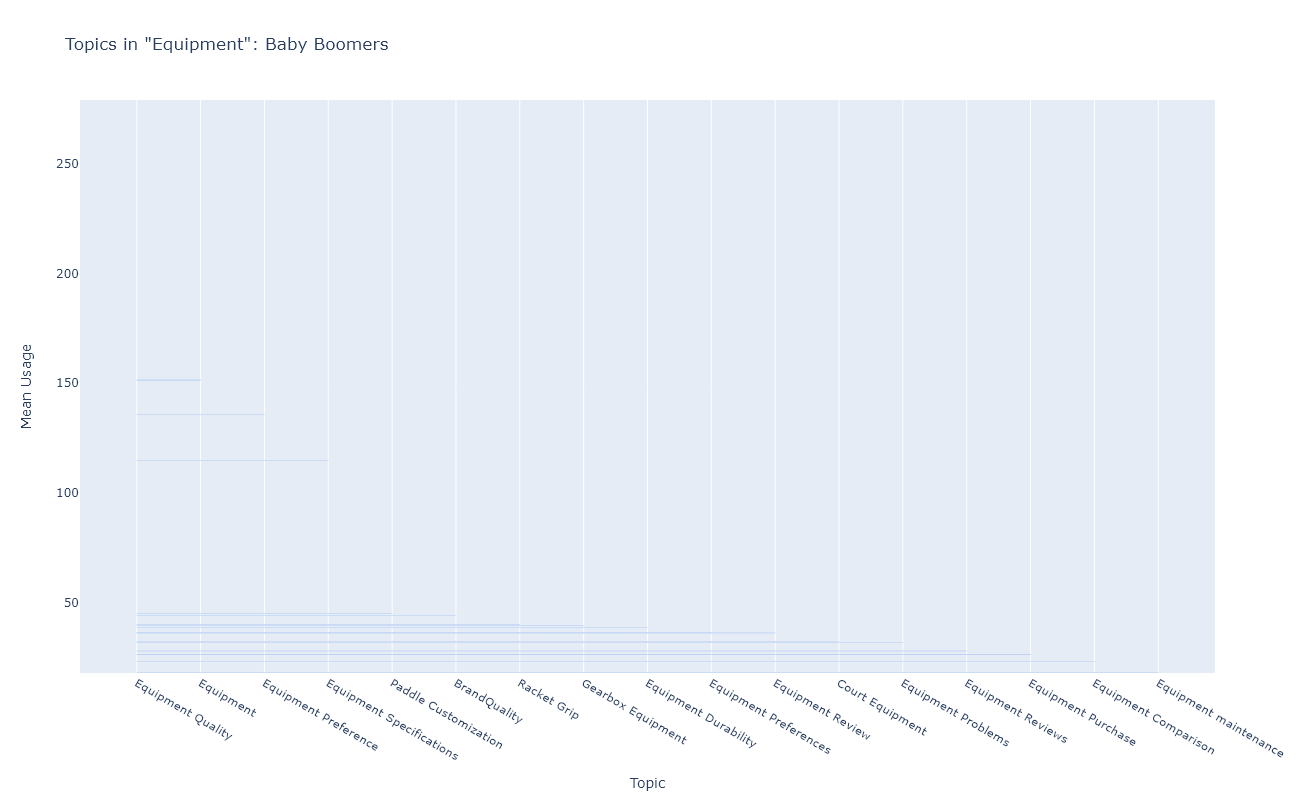 Topics in "Equipment": Baby Boomers
250
200
150
100
50
Mean Usage
Equipment Quality
Equipment
Equipment Preference
Equipment Specifications
Paddle Customization
BrandQuality
Racket Grip
Gearbox Equipment
Equipment Durability
Equipment Preferences
Equipment Review
Court Equipment
Equipment Problems
Equipment Reviews
Equipment Purchase
Equipment Comparison
Equipment maintenance
Topic